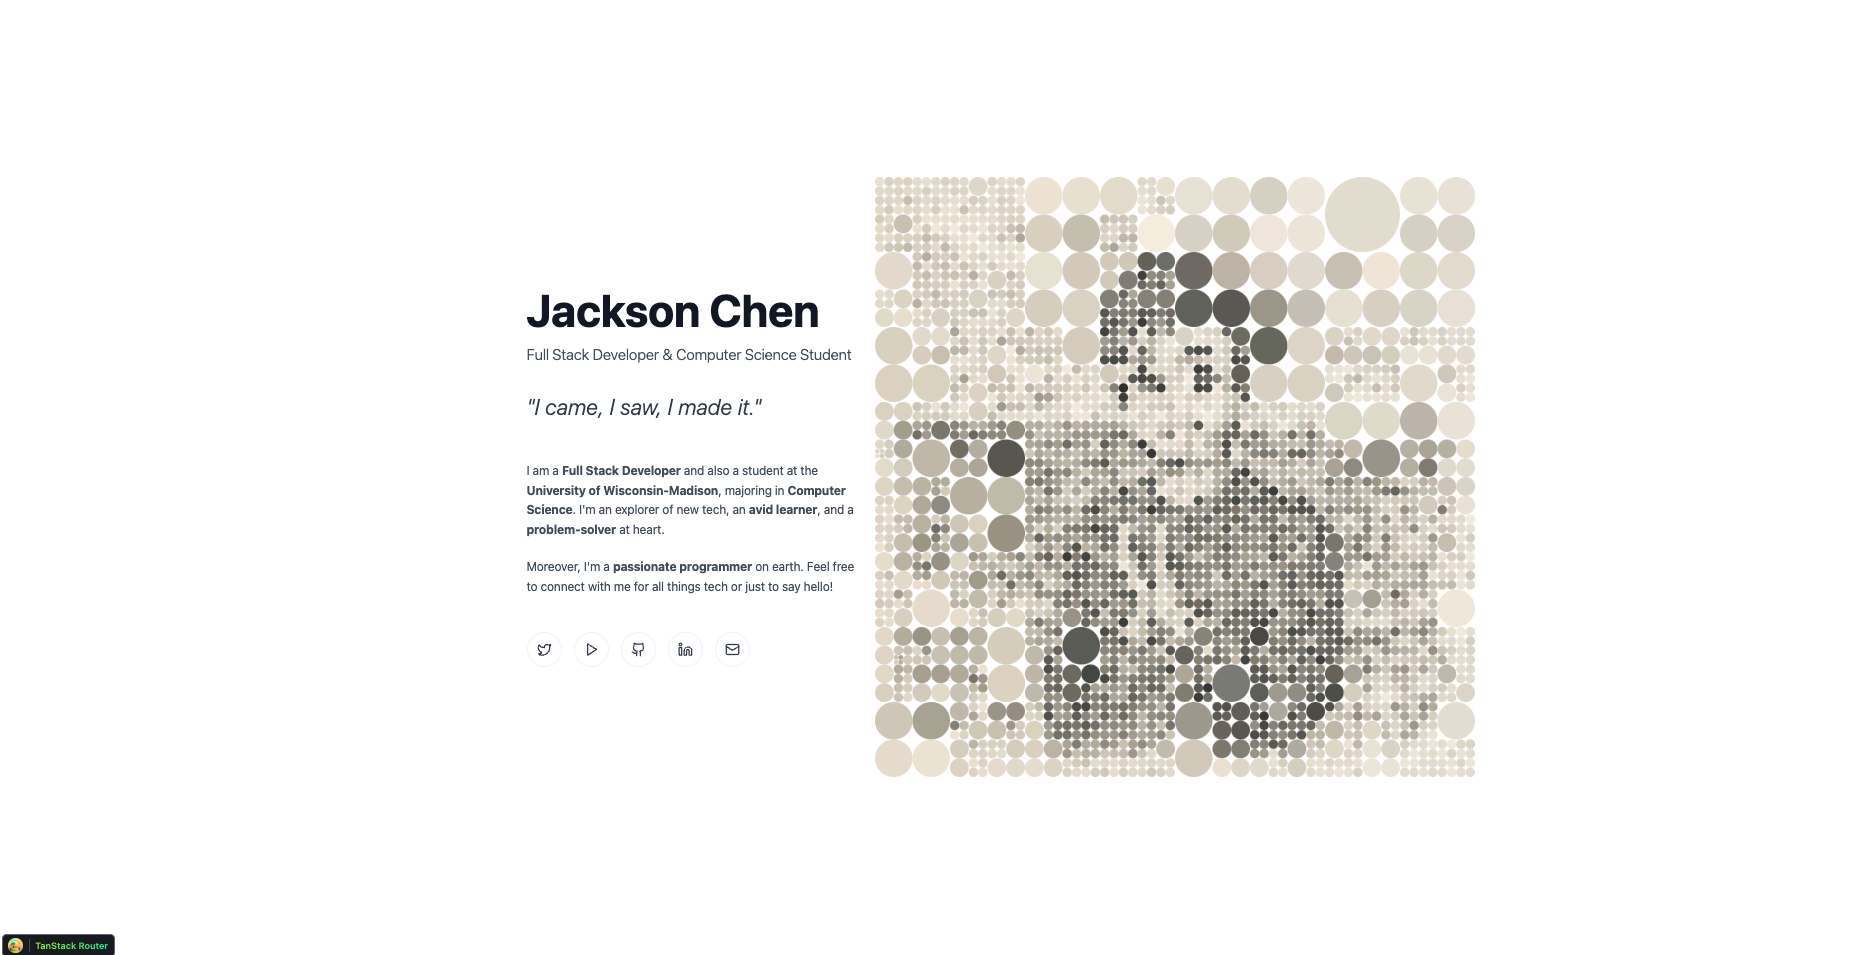 Jackson Chen
Full Stack Developer & Computer Science Student
"I came, I saw, I made it."
I am a Full Stack Developer and also a student at the
University of Wisconsin-Madison, majoring in Computer
Science. I'm an explorer of new tech, an avid learner, and a
problem-solver at heart.
Moreover, I'm a passionate programmer on earth. Feel free
to connect with me for all things tech or just to say hello!
TanStack Router